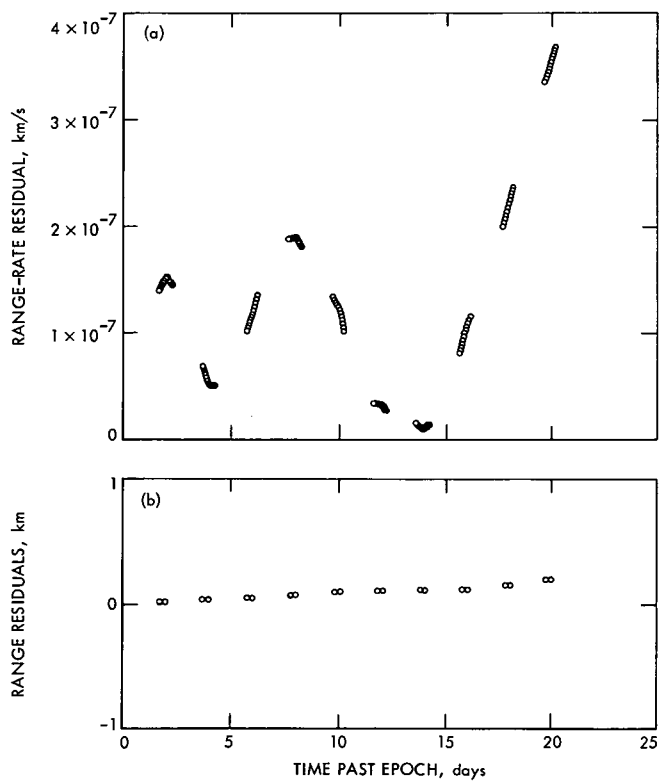 4 × 10⁻⁷
(a)
3 × 10⁻⁷
2 × 10⁻⁷
1 × 10⁻⁷
0
RANGE-RATE RESIDUAL, km/s
1
(b)
0
-1
RANGE RESIDUALS, km
0 5 10 15 20 25
TIME PAST EPOCH, days